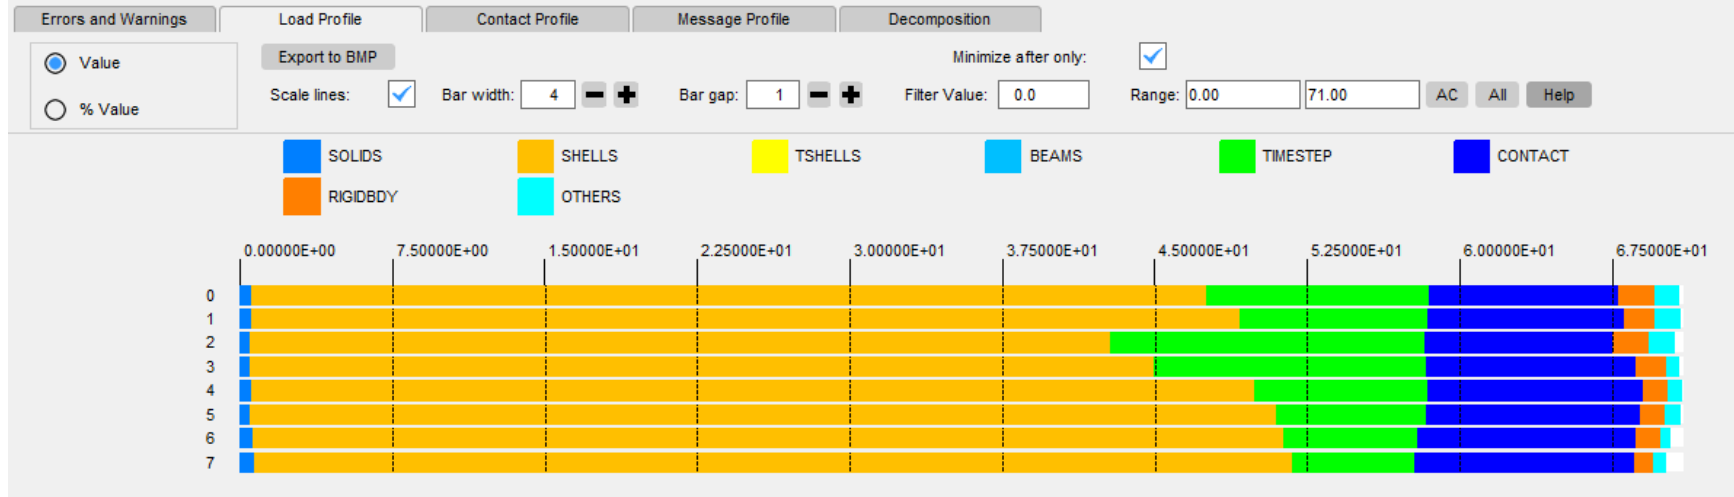 Errors and Warnings Load Profile Contact Profile Message Profile Decomposition
Value Export to BMP Minimize after only:
% Value Scale lines: Bar width: 4 Bar gap: 1 Filter Value: 0.0 Range: 0.00 71.00 AC All Help
SOLIDS SHELLS TSHELLS BEAMS TIMESTEP CONTACT
RIGIDBDY OTHERS
0.00000E+00 7.50000E+00 1.50000E+01 2.25000E+01 3.00000E+01 3.75000E+01 4.50000E+01 5.25000E+01 6.00000E+01 6.75000E+01
0
1
2
3
4
5
6
7